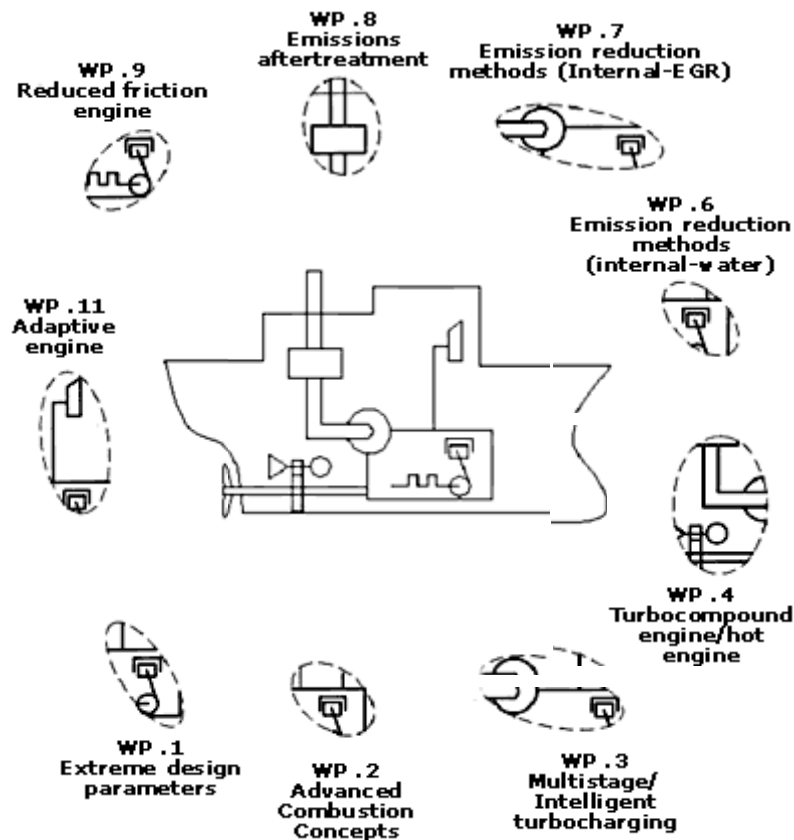 WP .8
Emissions
aftertreatment
WP .7
Emission reduction
methods (Internal-EGR)
WP .9
Reduced friction
engine
WP .6
Emission reduction
methods
(internal-water)
WP .11
Adaptive
engine
WP .4
Turbocompound
engine/hot
engine
WP .1
Extreme design
parameters
WP .2
Advanced
Combustion
Concepts
WP .3
Multistage/
Intelligent
turbocharging